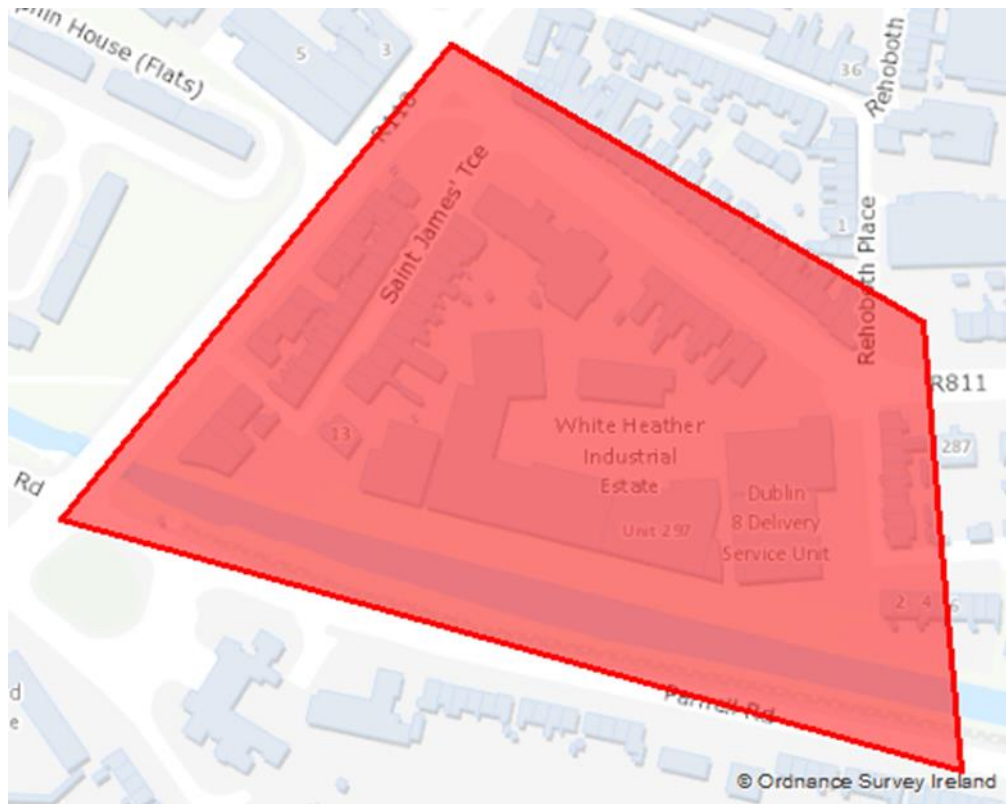 phin House (Flats)
5
3
36
Rehoboth
R110
Saint James' Tce
1
Rehoboth Place
R811
White Heather
Industrial
Estate
13
287
Unit 297
Dublin
8 Delivery
Service Unit
Rd
2 4 6
Parnell Rd
d
e
© Ordnance Survey Ireland